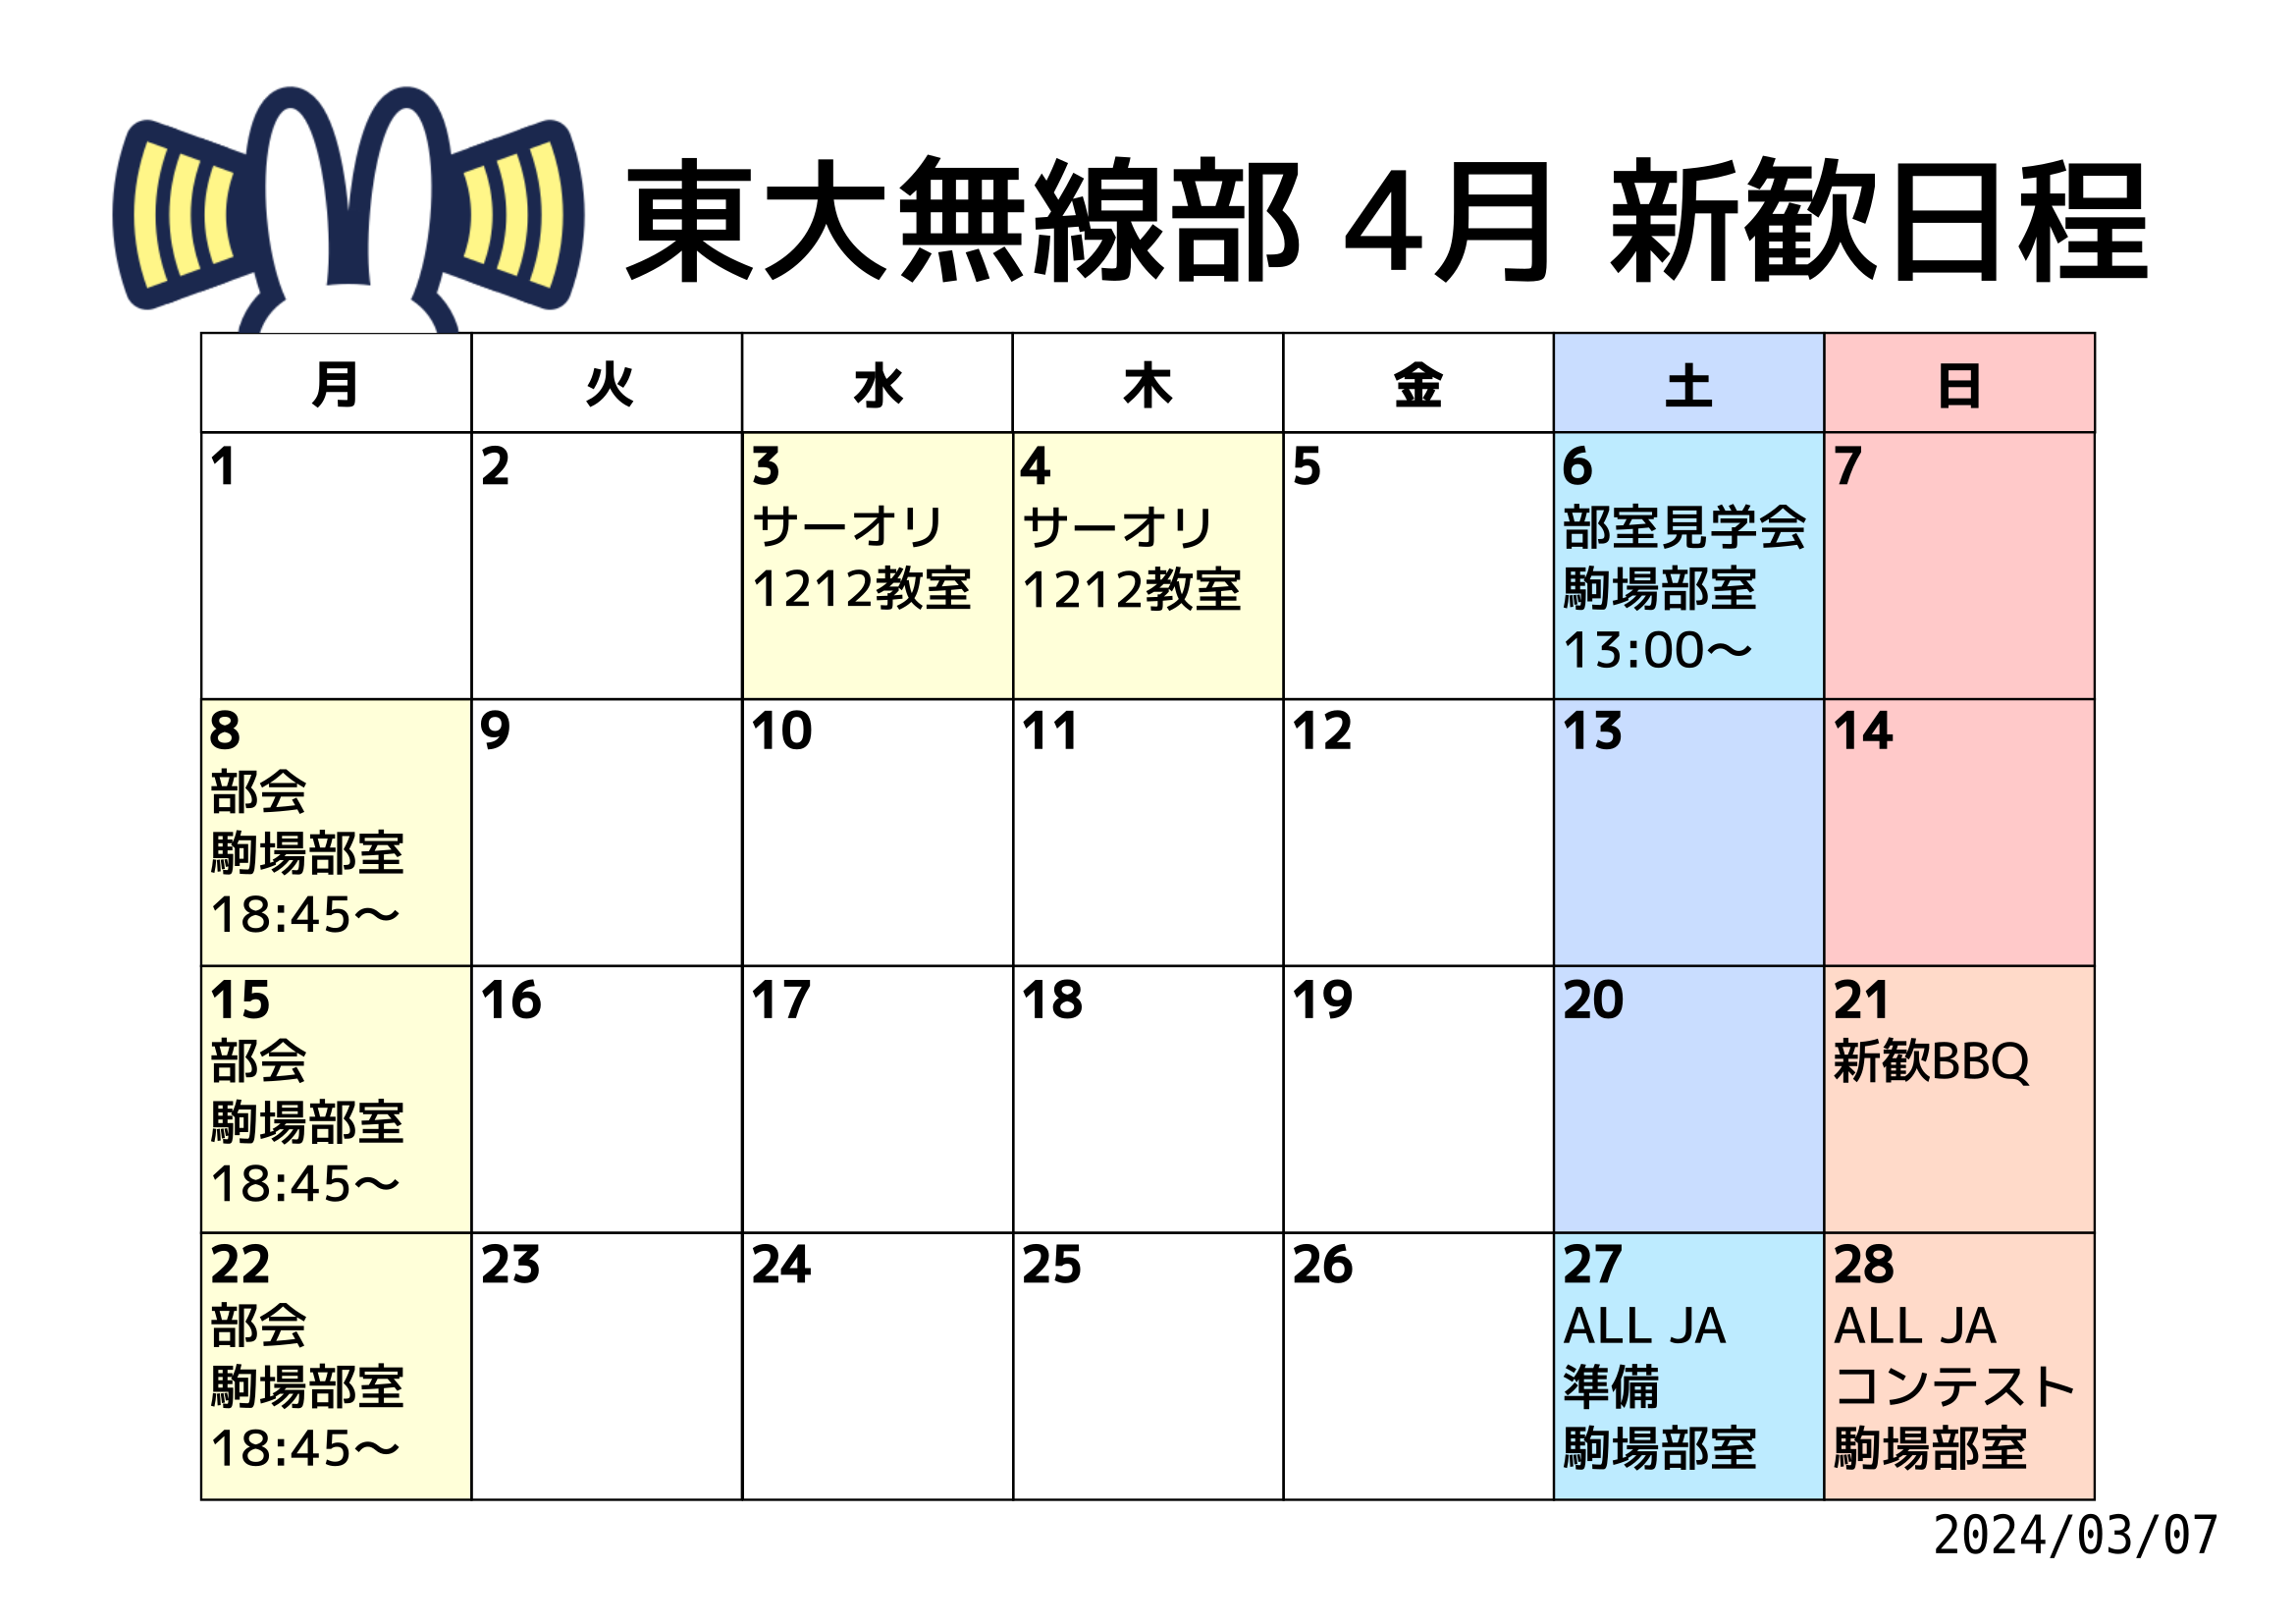 東大無線部 4月 新歓日程
月 火 水 木 金 土 日
1
2
3
サーオリ
1212教室
4
サーオリ
1212教室
5
6
部室見学会
駒場部室
13:00～
7
8
部会
駒場部室
18:45～
9
10
11
12
13
14
15
部会
駒場部室
18:45～
16
17
18
19
20
21
新歓BBQ
22
部会
駒場部室
18:45～
23
24
25
26
27
ALL JA
準備
駒場部室
28
ALL JA
コンテスト
駒場部室
2024/03/07